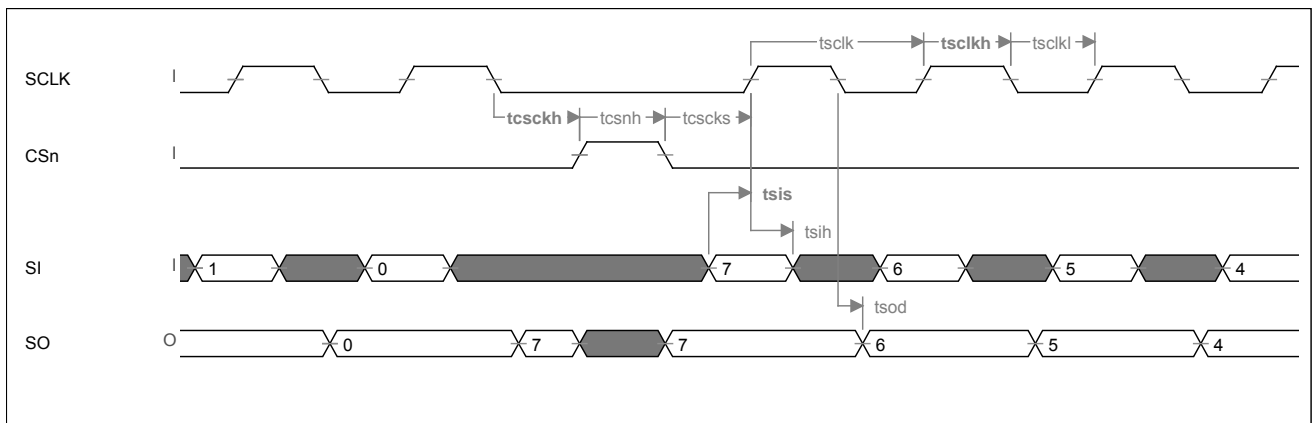 tsclk tsclkh tsclkl
SCLK I
tcsckh tcsnh tcscks
CSn I
tsis
tsih
SI I 1 0 7 6 5 4
tsod
SO O 0 7 7 6 5 4